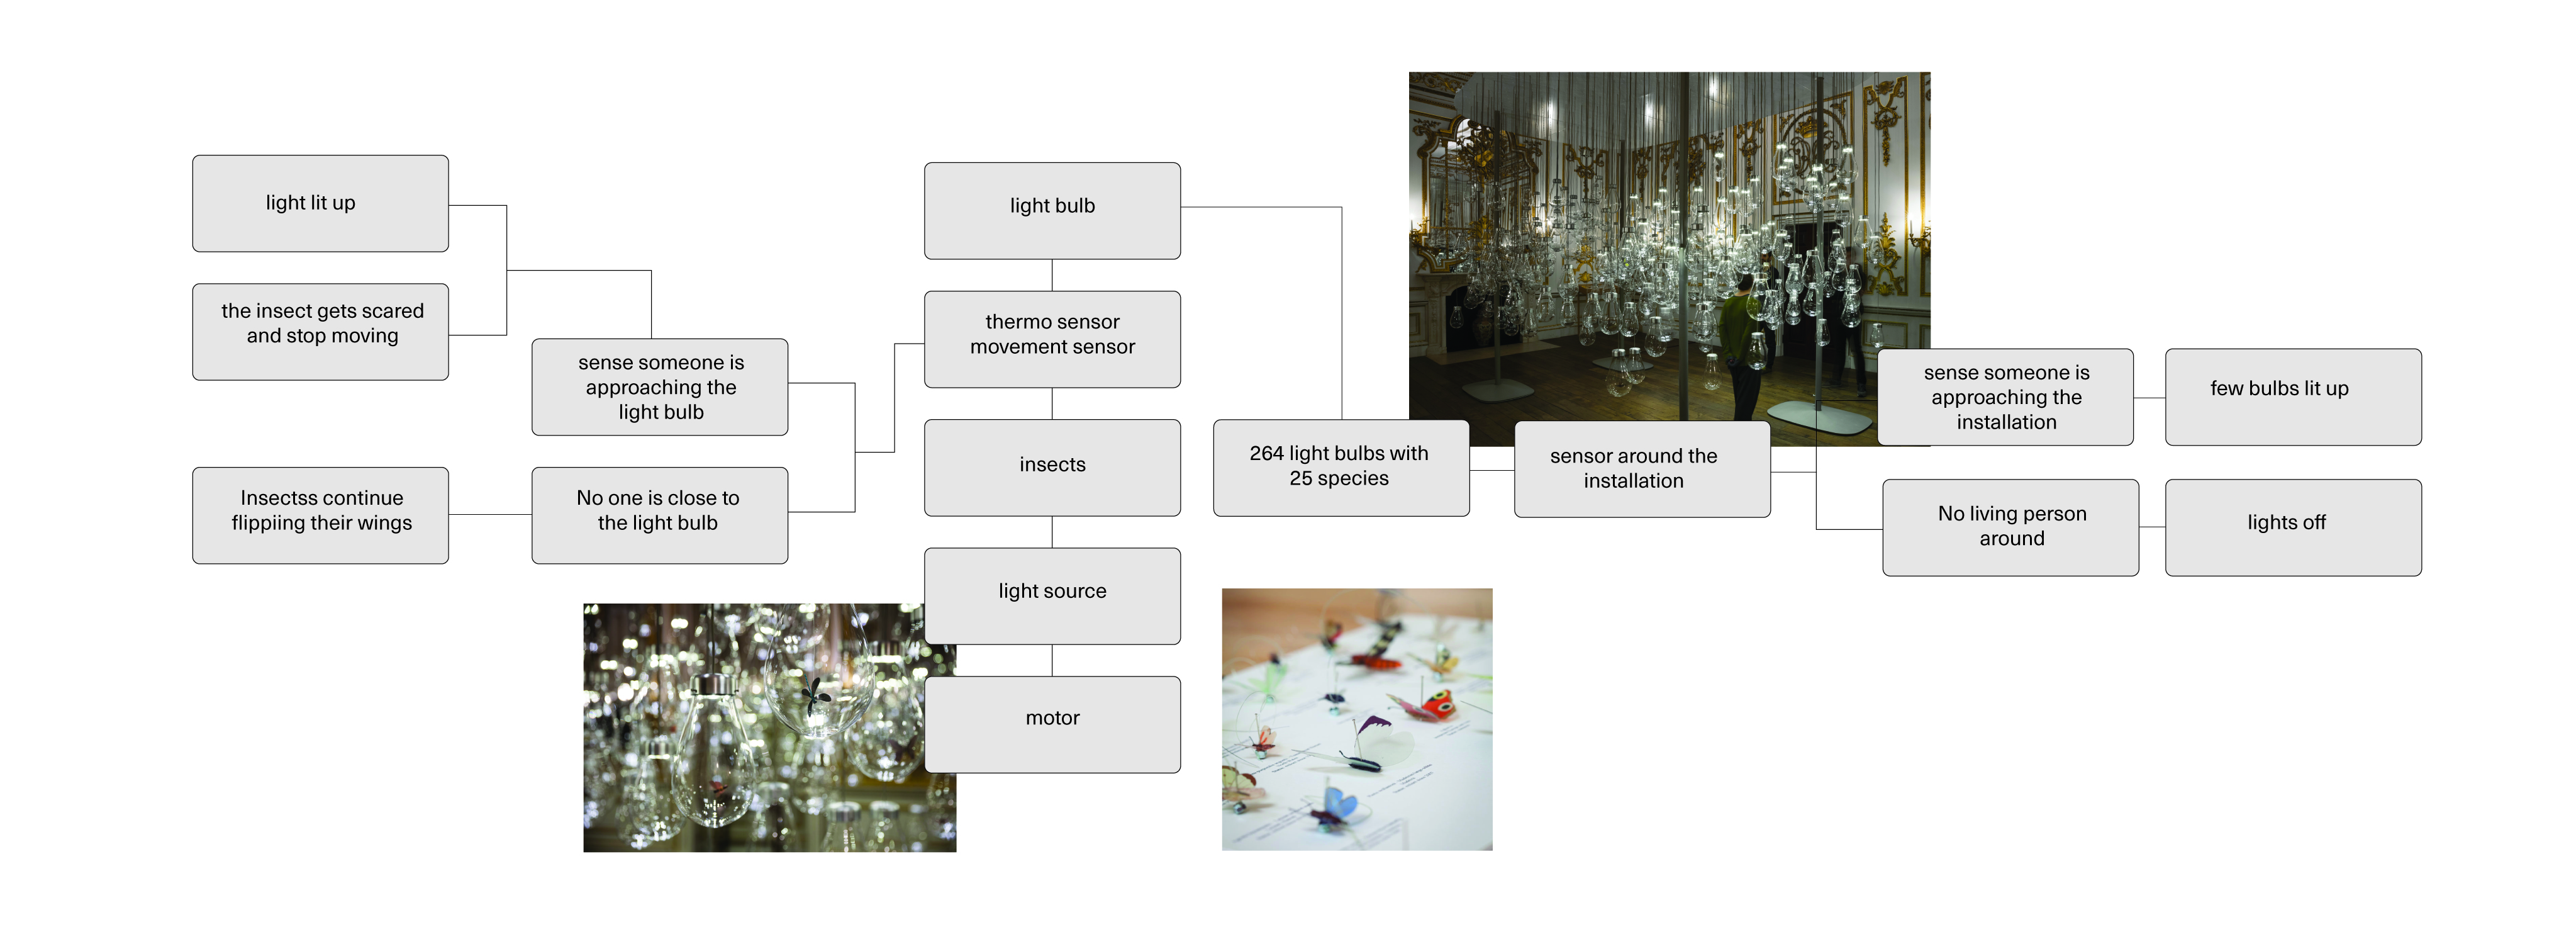 light lit up
the insect gets scared
and stop moving
sense someone is
approaching the
light bulb
Insectss continue
flippiing their wings
No one is close to
the light bulb
light bulb
thermo sensor
movement sensor
insects
light source
motor
264 light bulbs with
25 species
sensor around the
installation
sense someone is
approaching the
installation
few bulbs lit up
No living person
around
lights off